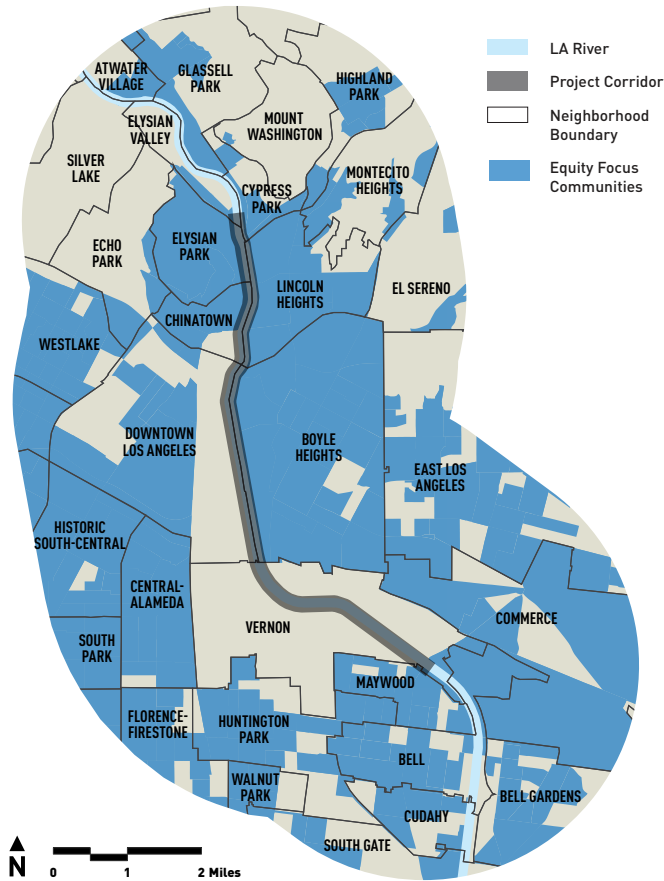 LA River
Project Corridor
Neighborhood
Boundary
Equity Focus
Communities
ATWATER
VILLAGE
GLASSELL
PARK
HIGHLAND
PARK
ELYSIAN
VALLEY
MOUNT
WASHINGTON
SILVER
LAKE
MONTECITO
HEIGHTS
CYPRESS
PARK
ECHO
PARK
ELYSIAN
PARK
LINCOLN
HEIGHTS
EL SERENO
CHINATOWN
WESTLAKE
DOWNTOWN
LOS ANGELES
BOYLE
HEIGHTS
EAST LOS
ANGELES
HISTORIC
SOUTH-CENTRAL
CENTRAL-
ALAMEDA
VERNON
COMMERCE
SOUTH
PARK
MAYWOOD
FLORENCE-
FIRESTONE
HUNTINGTON
PARK
BELL
WALNUT
PARK
BELL GARDENS
CUDAHY
SOUTH GATE
N
0 1 2 Miles